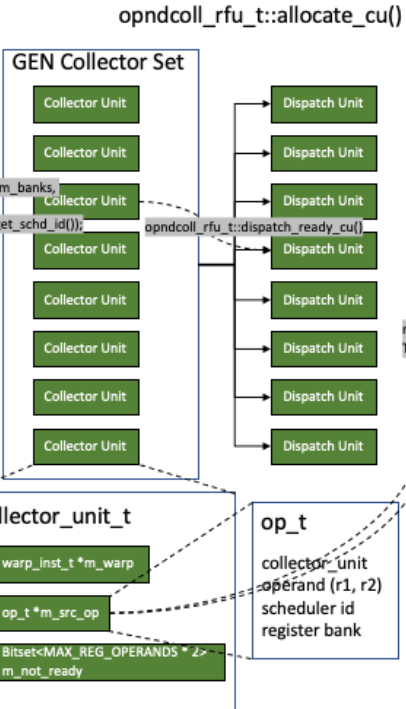 opndcoll_rfu_t::allocate_cu()
GEN Collector Set
Collector Unit
Dispatch Unit
Collector Unit
Dispatch Unit
m_banks,
Collector Unit
Dispatch Unit
et_schd_id());
opndcoll_rfu_t::dispatch_ready_cu()
Collector Unit
Dispatch Unit
Collector Unit
Dispatch Unit
Collector Unit
Dispatch Unit
Collector Unit
Dispatch Unit
Collector Unit
Dispatch Unit
llector_unit_t
warp_inst_t *m_warp
op_t *m_src_op
Bitset<MAX_REG_OPERANDS * 2>
m_not_ready
op_t
collector_unit
operand (r1, r2)
scheduler id
register bank